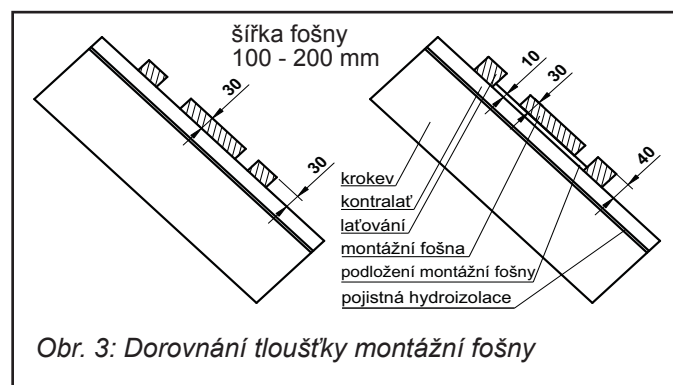 šířka fošny
100 - 200 mm
30
30
10
30
40
krokev
kontralať
laťování
montážní fošna
podložení montážní fošny
pojistná hydroizolace
Obr. 3: Dorovnání tloušťky montážní fošny